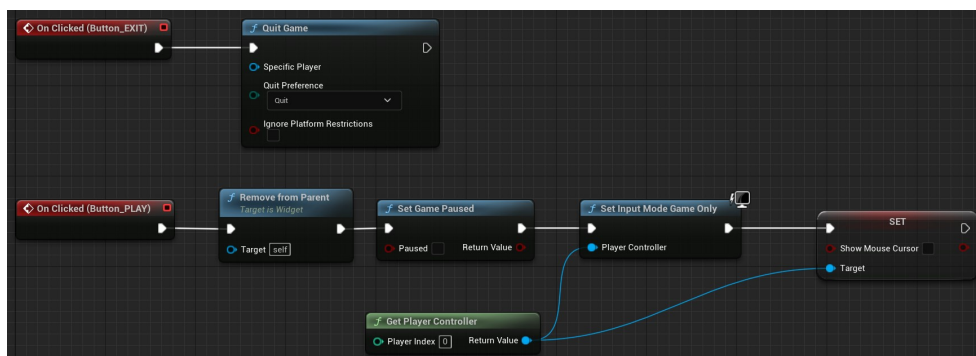 On Clicked (Button_EXIT)
f Quit Game
Specific Player
Quit Preference
Quit
Ignore Platform Restrictions
On Clicked (Button_PLAY)
f Remove from Parent
Target is Widget
Target self
f Set Game Paused
Paused Return Value
f Set Input Mode Game Only
Player Controller
SET
Show Mouse Cursor
Target
f Get Player Controller
Player Index 0 Return Value